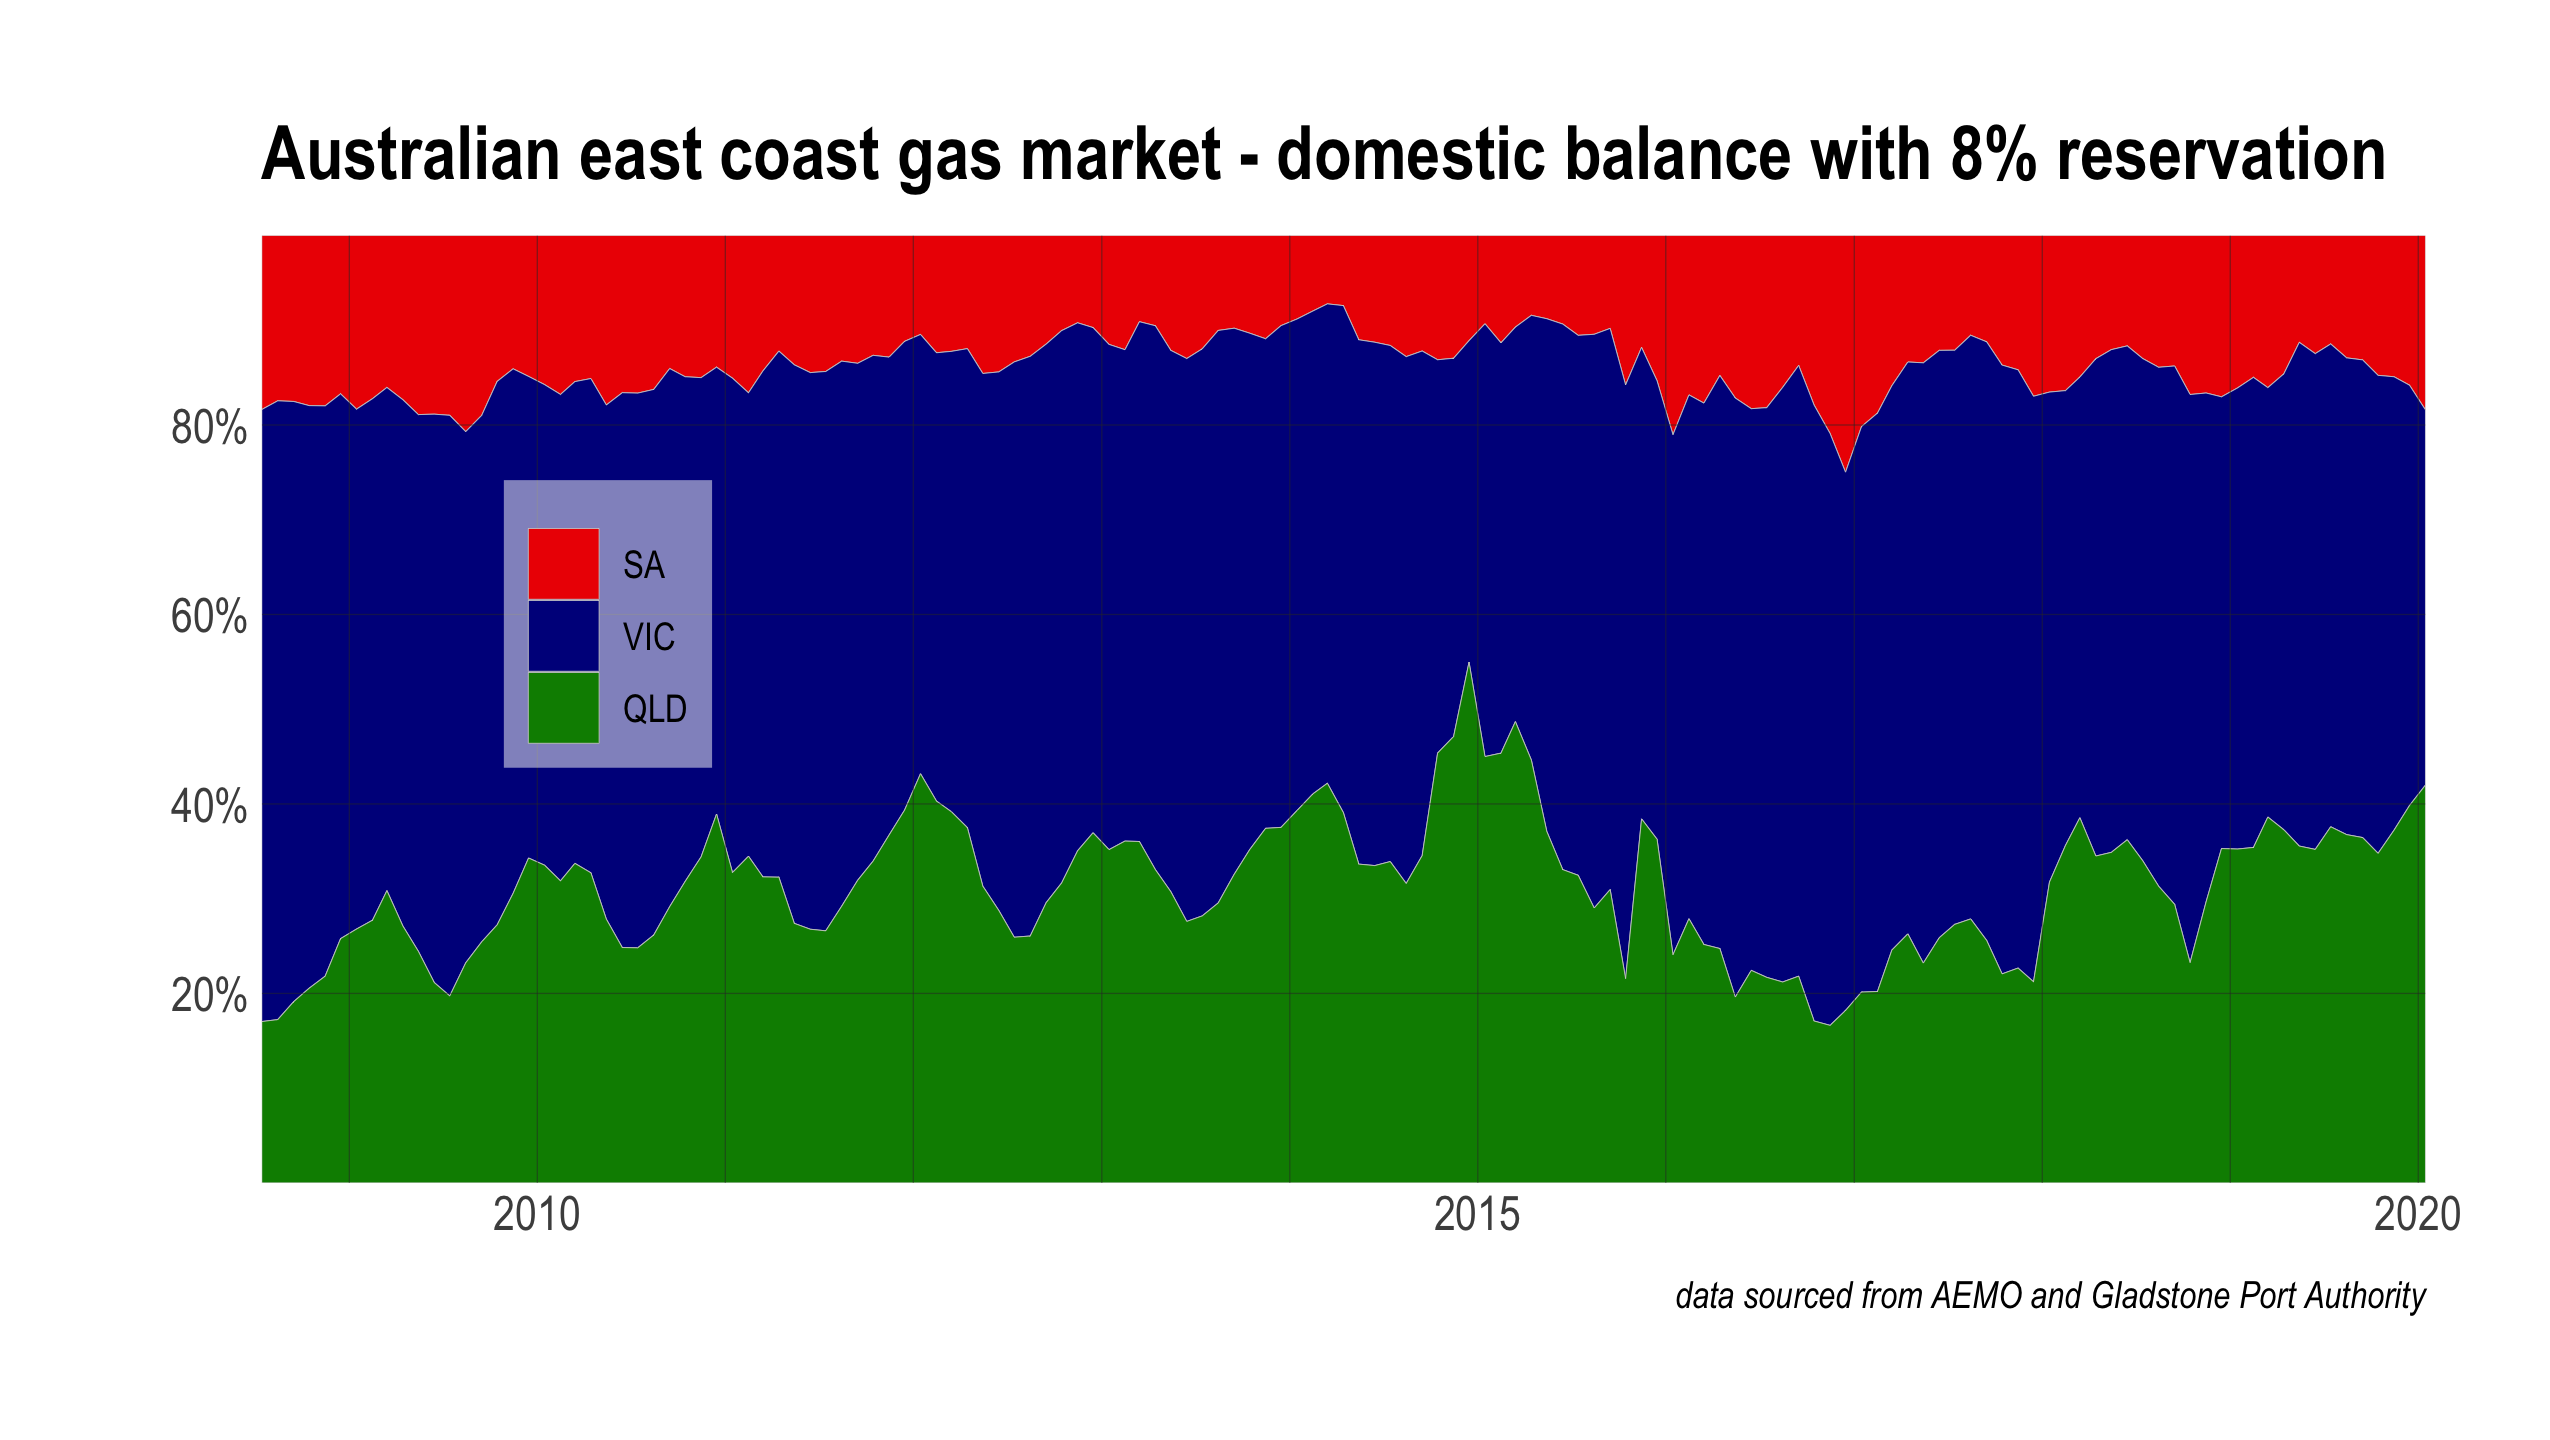 Australian east coast gas market - domestic balance with 8% reservation
80%
60%
40%
20%
SA
VIC
QLD
2010
2015
2020
data sourced from AEMO and Gladstone Port Authority